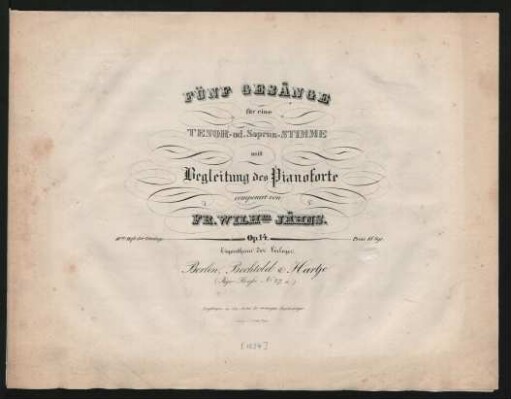 FÜNF GESÄNGE
für eine
TENOR- od. Sopran-STIMME
mit
Begleitung des Pianoforte
componirt von
FR. WILHM JÄHNS.
Op. 14.
Eigenthum der Verleger.
Berlin, Bechtold & Hartje